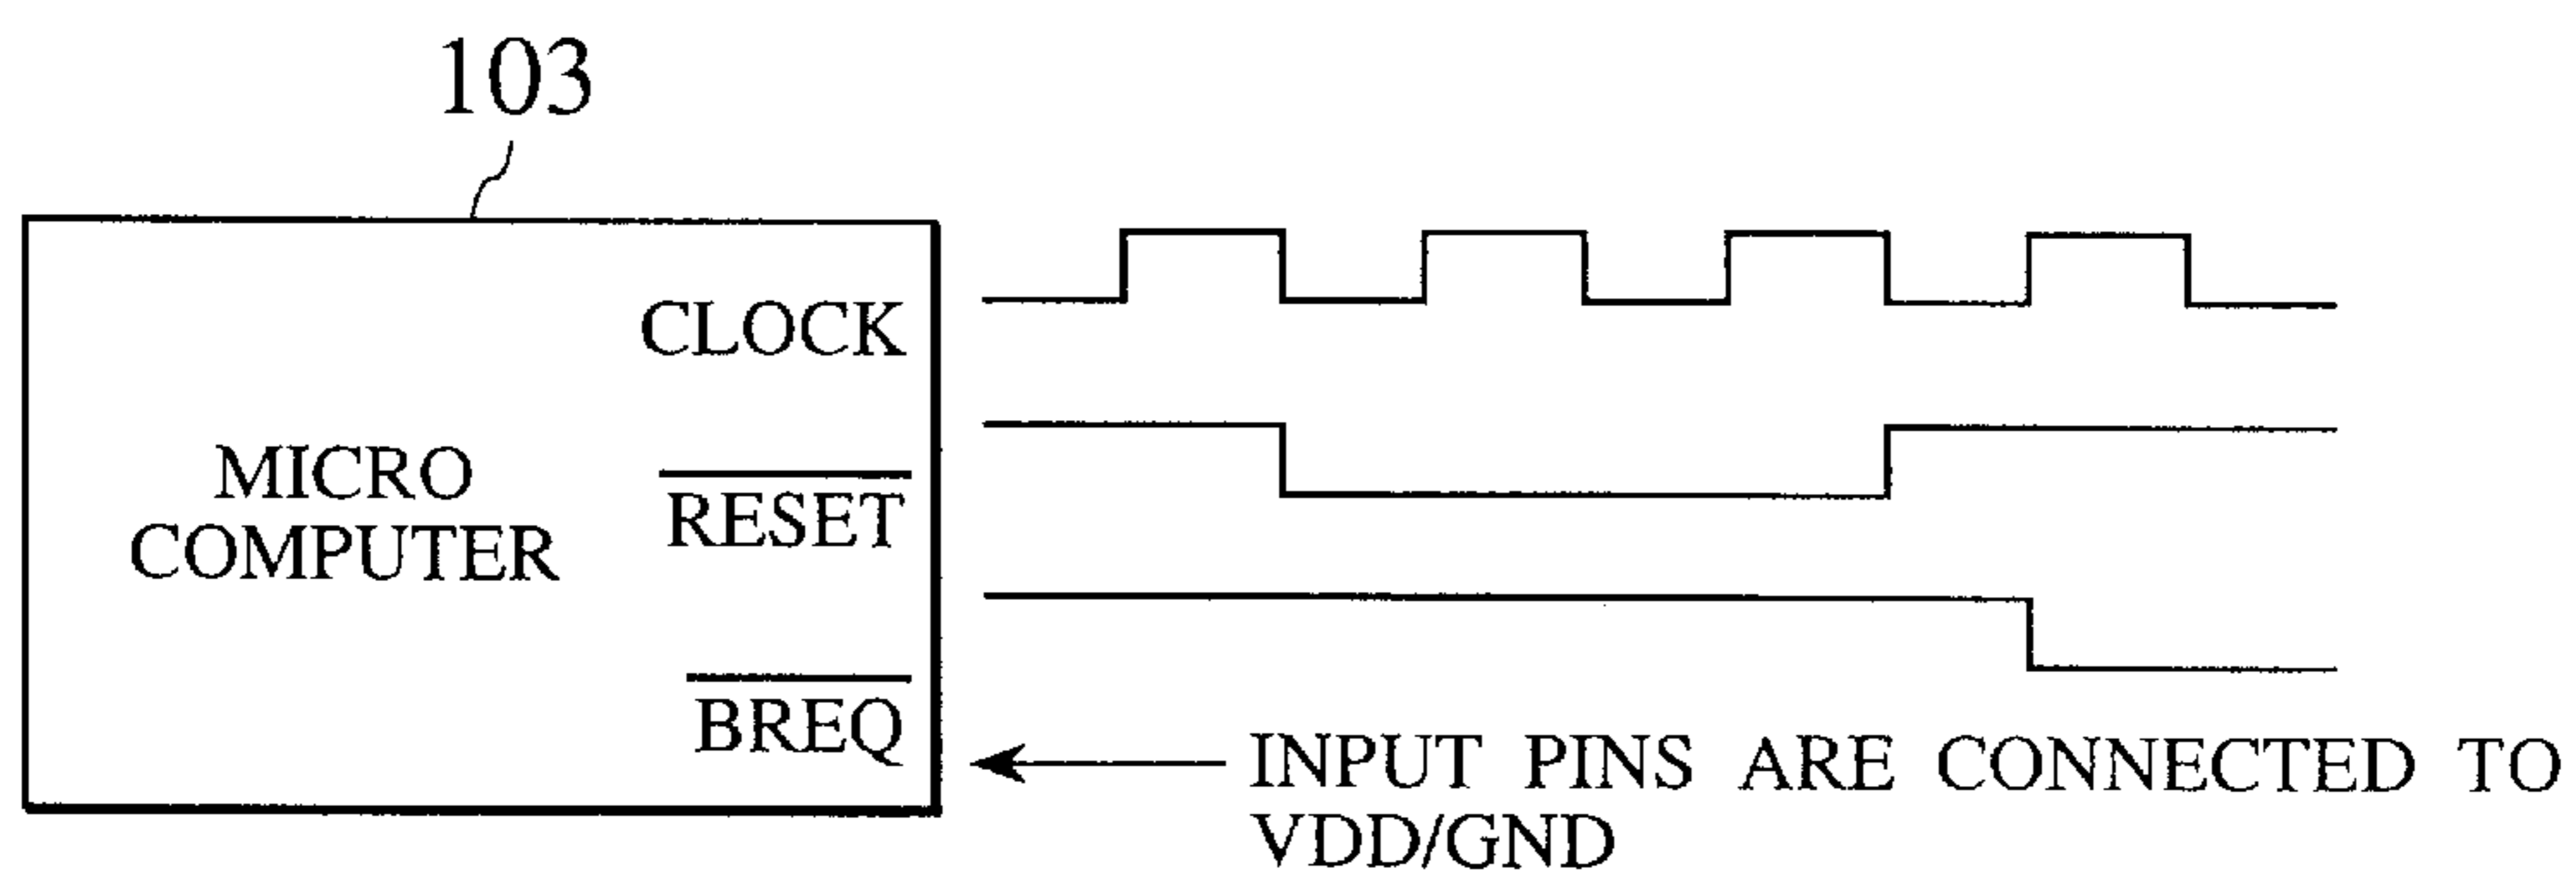 103
CLOCK
MICRO
COMPUTER
RESET
BREQ
INPUT PINS ARE CONNECTED TO
VDD/GND